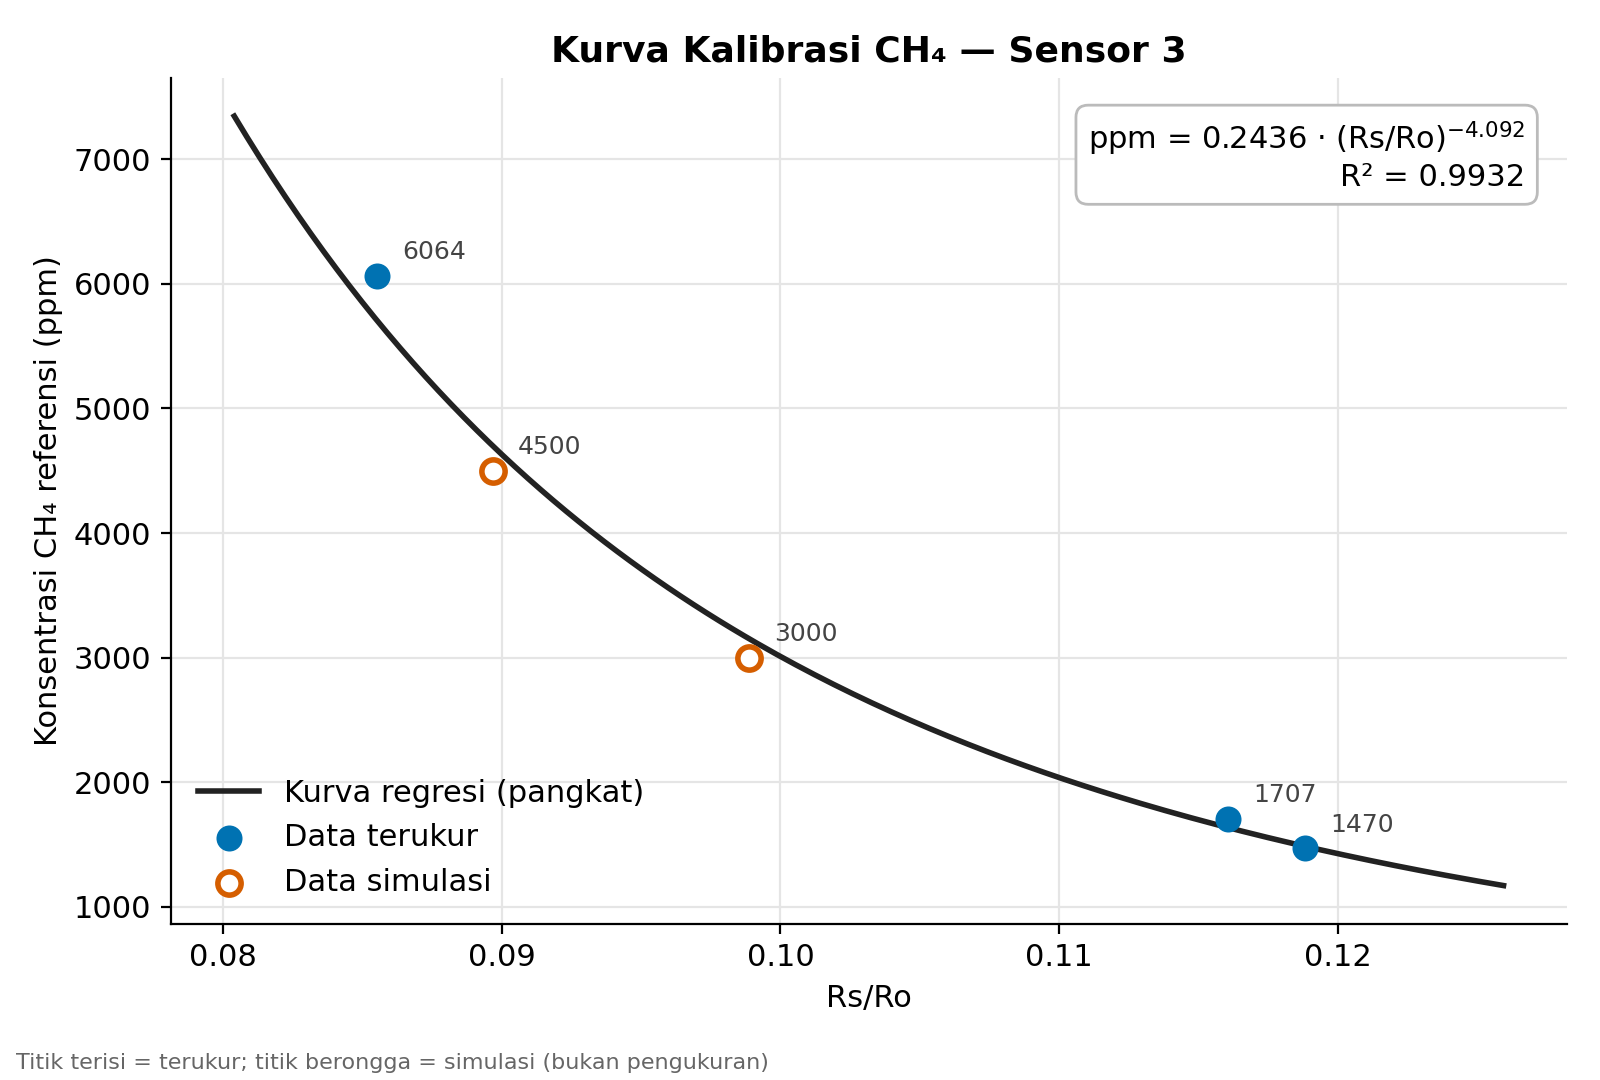 Kurva Kalibrasi CH₄ — Sensor 3
ppm = 0.2436 · (Rs/Ro)⁻⁴·⁰⁹²
R² = 0.9932
Konsentrasi CH₄ referensi (ppm)
7000
6000
5000
4000
3000
2000
1000
6064
4500
3000
1707
1470
Kurva regresi (pangkat)
Data terukur
Data simulasi
0.08 0.09 0.10 0.11 0.12
Rs/Ro
Titik terisi = terukur; titik berongga = simulasi (bukan pengukuran)